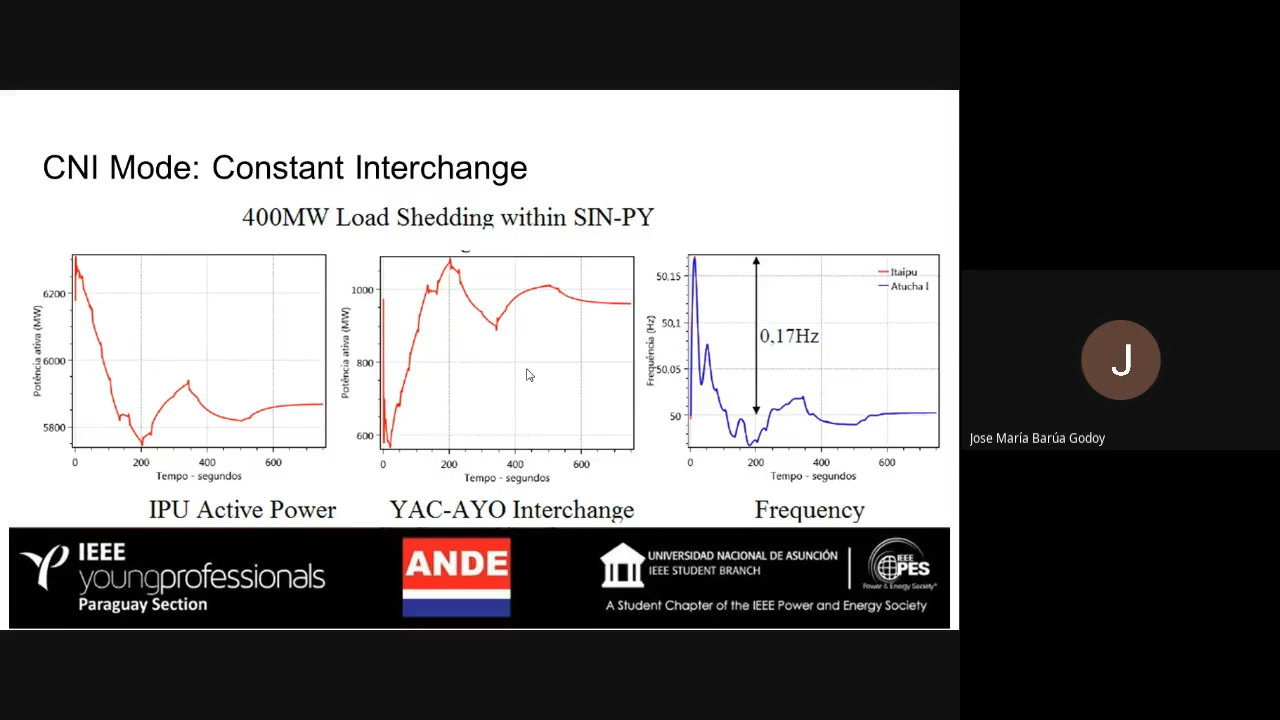 CNI Mode: Constant Interchange
400MW Load Shedding within SIN-PY
Potência ativa (MW)
6200
6000
5800
0
200
400
600
Tempo - segundos
IPU Active Power
Potência ativa (MW)
1000
800
600
0
200
400
600
Tempo - segundos
YAC-AYO Interchange
Frequência (Hz)
50,15
50,1
50,05
50
0
200
400
600
Tempo - segundos
Itaipu
Atucha I
0,17Hz
Frequency
IEEE
youngprofessionals
Paraguay Section
ANDE
UNIVERSIDAD NACIONAL DE ASUNCIÓN
IEEE STUDENT BRANCH
IEEE
PES
Power & Energy Society®
A Student Chapter of the IEEE Power and Energy Society
J
Jose María Barúa Godoy